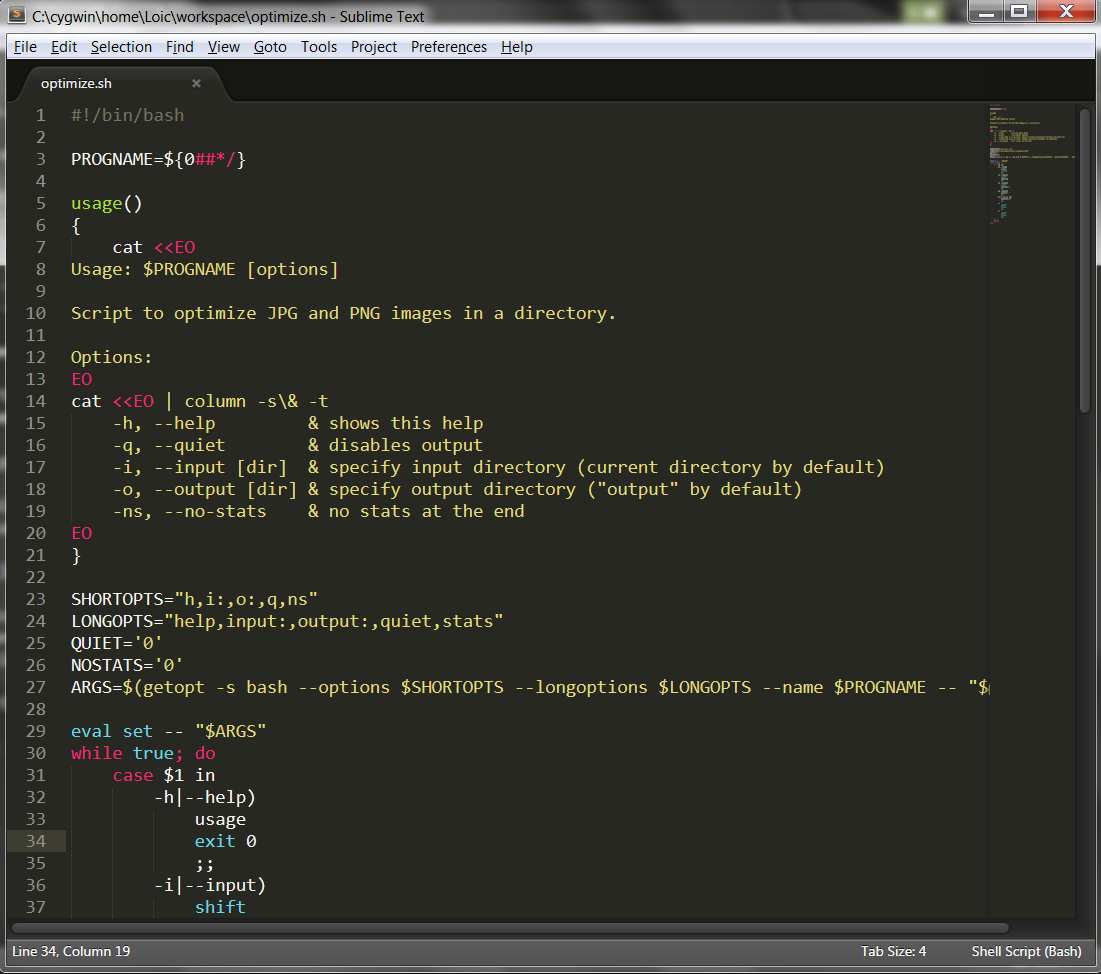 C:\cygwin\home\Loic\workspace\optimize.sh - Sublime Text
File Edit Selection Find View Goto Tools Project Preferences Help
optimize.sh
1 #!/bin/bash
2
3 PROGNAME=${0##*/}
4
5 usage()
6 {
7     cat <<EO
8 Usage: $PROGNAME [options]
9
10 Script to optimize JPG and PNG images in a directory.
11
12 Options:
13 EO
14 cat <<EO | column -s\& -t
15     -h, --help         & shows this help
16     -q, --quiet        & disables output
17     -i, --input [dir]  & specify input directory (current directory by default)
18     -o, --output [dir] & specify output directory ("output" by default)
19     -ns, --no-stats    & no stats at the end
20 EO
21 }
22
23 SHORTOPTS="h,i:,o:,q,ns"
24 LONGOPTS="help,input:,output:,quiet,stats"
25 QUIET='0'
26 NOSTATS='0'
27 ARGS=$(getopt -s bash --options $SHORTOPTS --longoptions $LONGOPTS --name $PROGNAME -- "$
28
29 eval set -- "$ARGS"
30 while true; do
31     case $1 in
32         -h|--help)
33             usage
34             exit 0
35             ;;
36         -i|--input)
37             shift
Line 34, Column 19
Tab Size: 4
Shell Script (Bash)